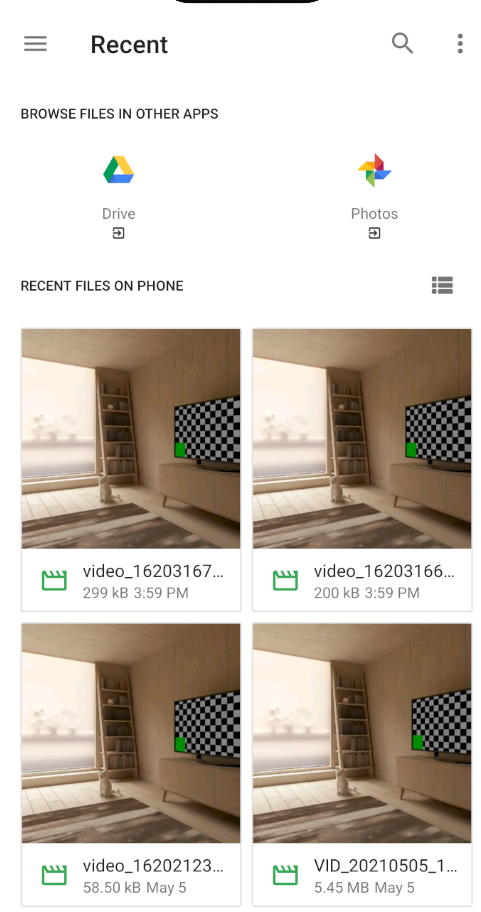 Recent
BROWSE FILES IN OTHER APPS
Drive
Photos
RECENT FILES ON PHONE
video_16203167...
299 kB 3:59 PM
video_16203166...
200 kB 3:59 PM
video_16202123...
58.50 kB May 5
VID_20210505_1...
5.45 MB May 5